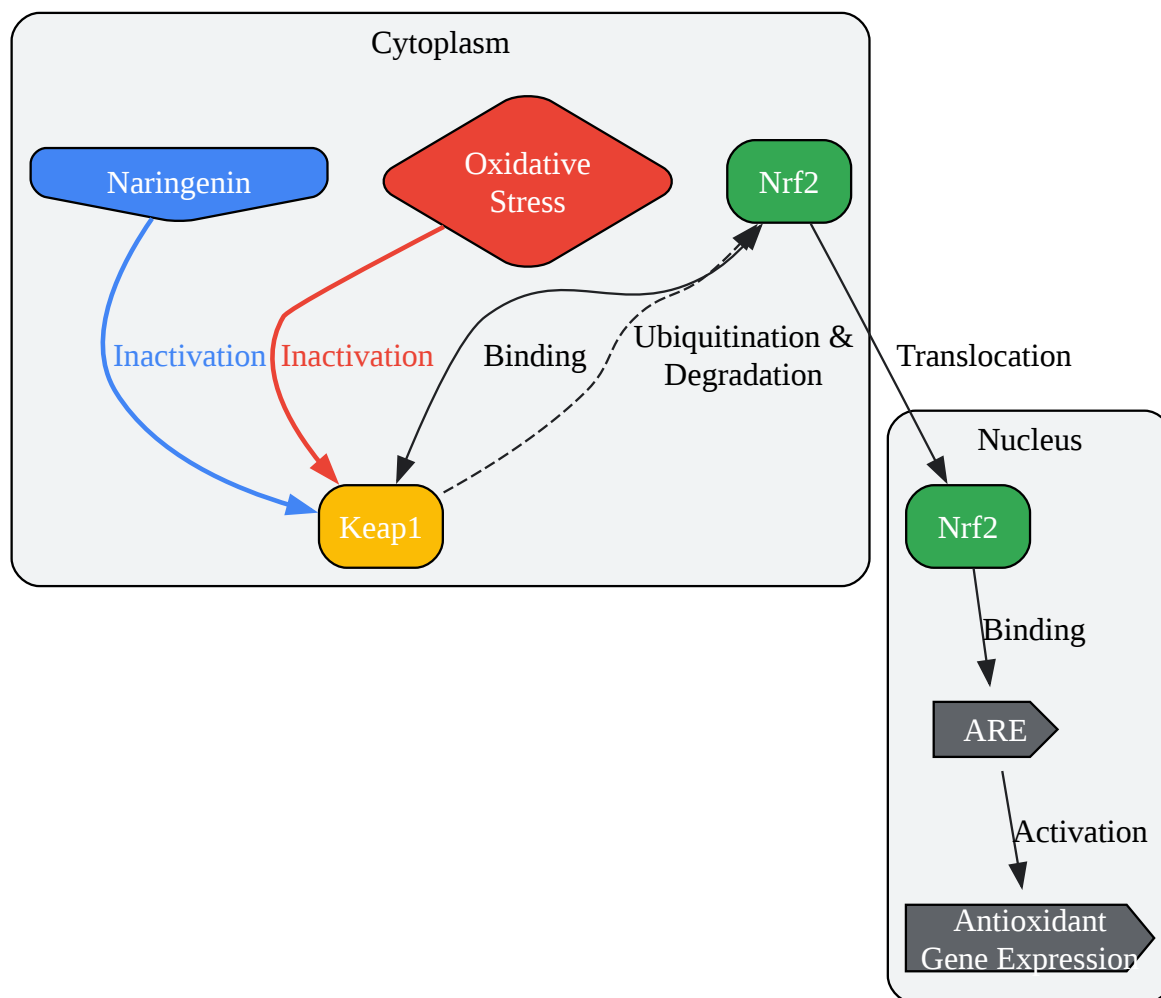 Cytoplasm
Naringenin
Oxidative
Stress
Nrf2
Inactivation
Inactivation
Binding
Ubiquitination &
Degradation
Translocation
Keap1
Nucleus
Nrf2
Binding
ARE
Activation
Antioxidant
Gene Expression